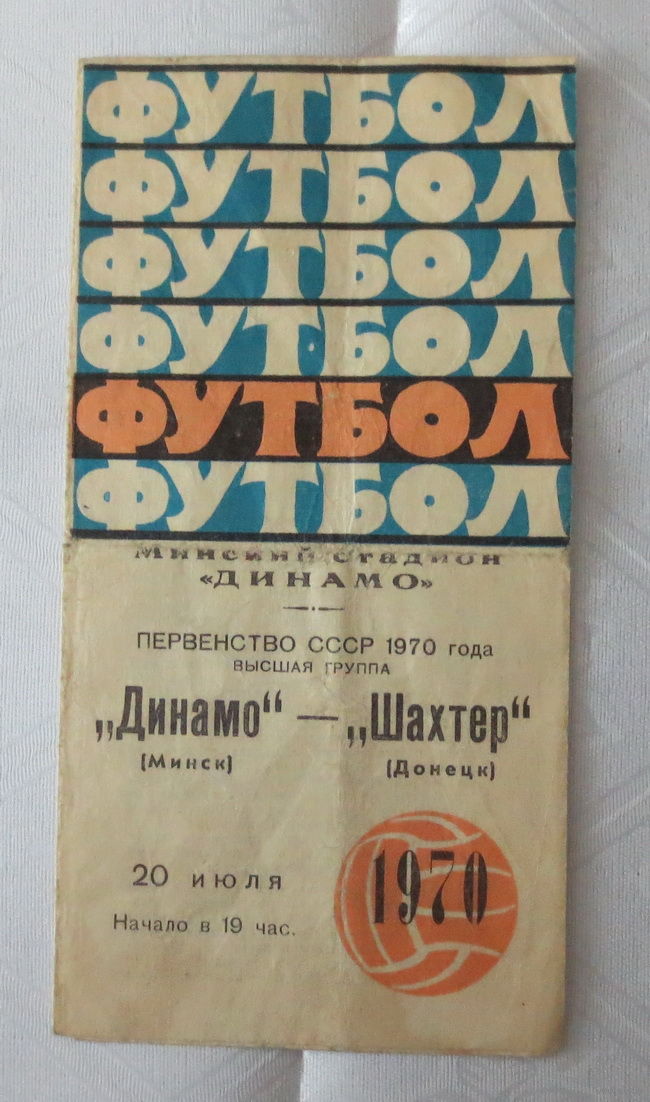 ФУТБОЛ
ФУТБОЛ
ФУТБОЛ
ФУТБОЛ
ФУТБОЛ
ФУТБОЛ
Минский стадион
«ДИНАМО»
ПЕРВЕНСТВО СССР 1970 года
ВЫСШАЯ ГРУППА
„Динамо“ — „Шахтер“
(Минск) (Донецк)
20 июля
Начало в 19 час.
1970